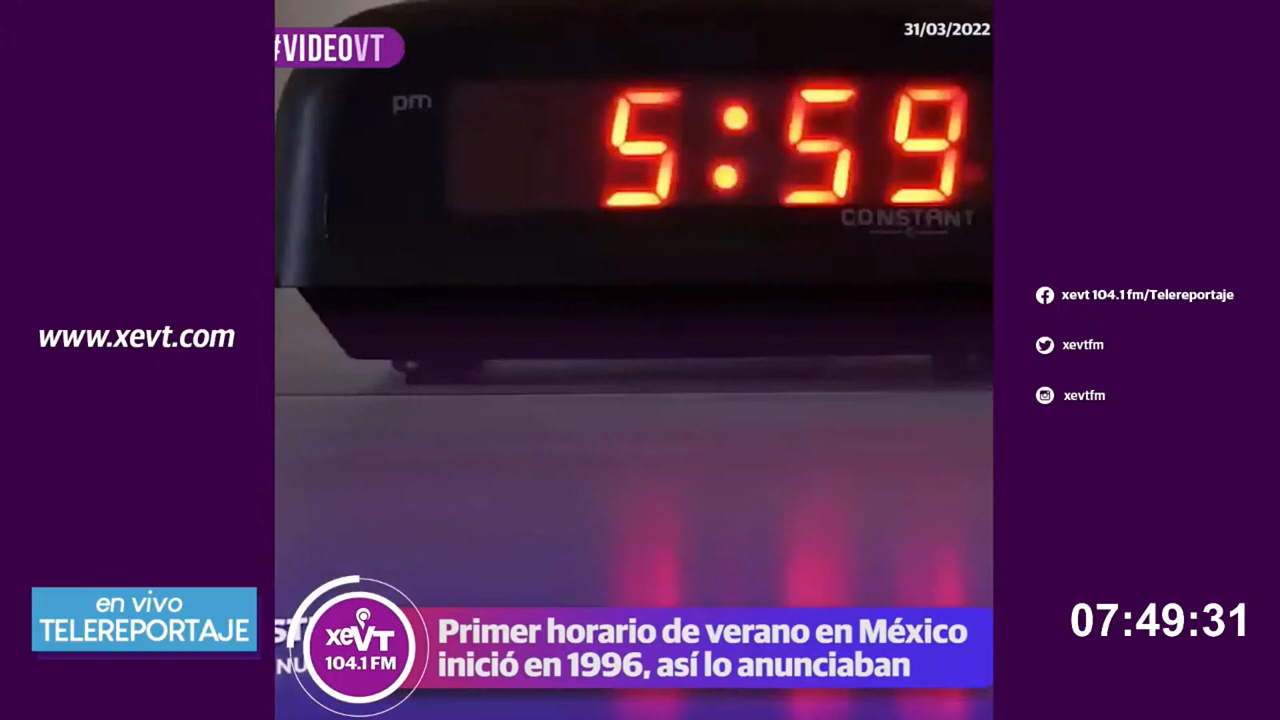 #VIDEOVT
31/03/2022
pm
5:59
CONSTANT
www.xevt.com
xevt 104.1 fm/Telereportaje
xevtfm
xevtfm
en vivo
TELEREPORTAJE
xeVT
104.1 FM
Primer horario de verano en México
inició en 1996, así lo anunciaban
07:49:31